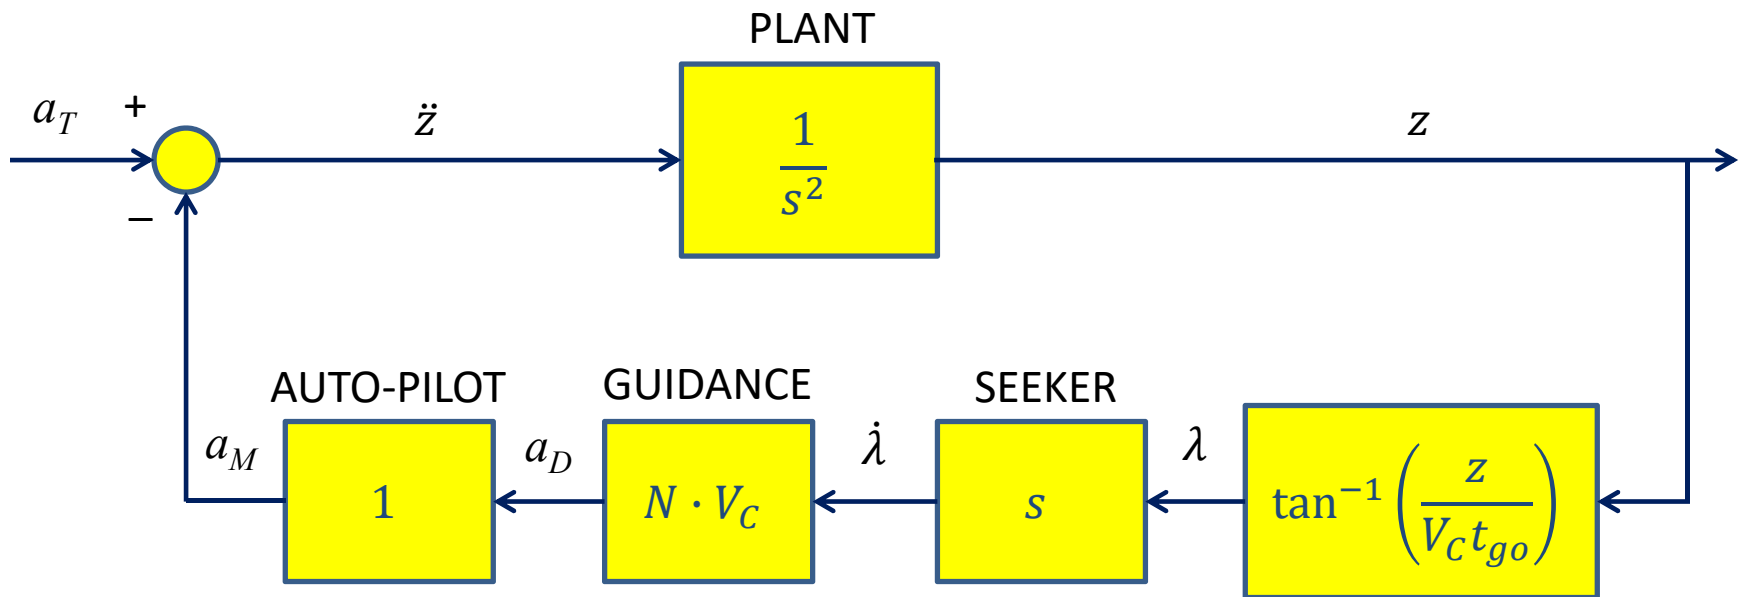 PLANT
a_T + z̈ 1/s² z
−
AUTO-PILOT GUIDANCE SEEKER
a_M 1 a_D N · V_C λ̇ s λ tan⁻¹(z/(V_C t_go))